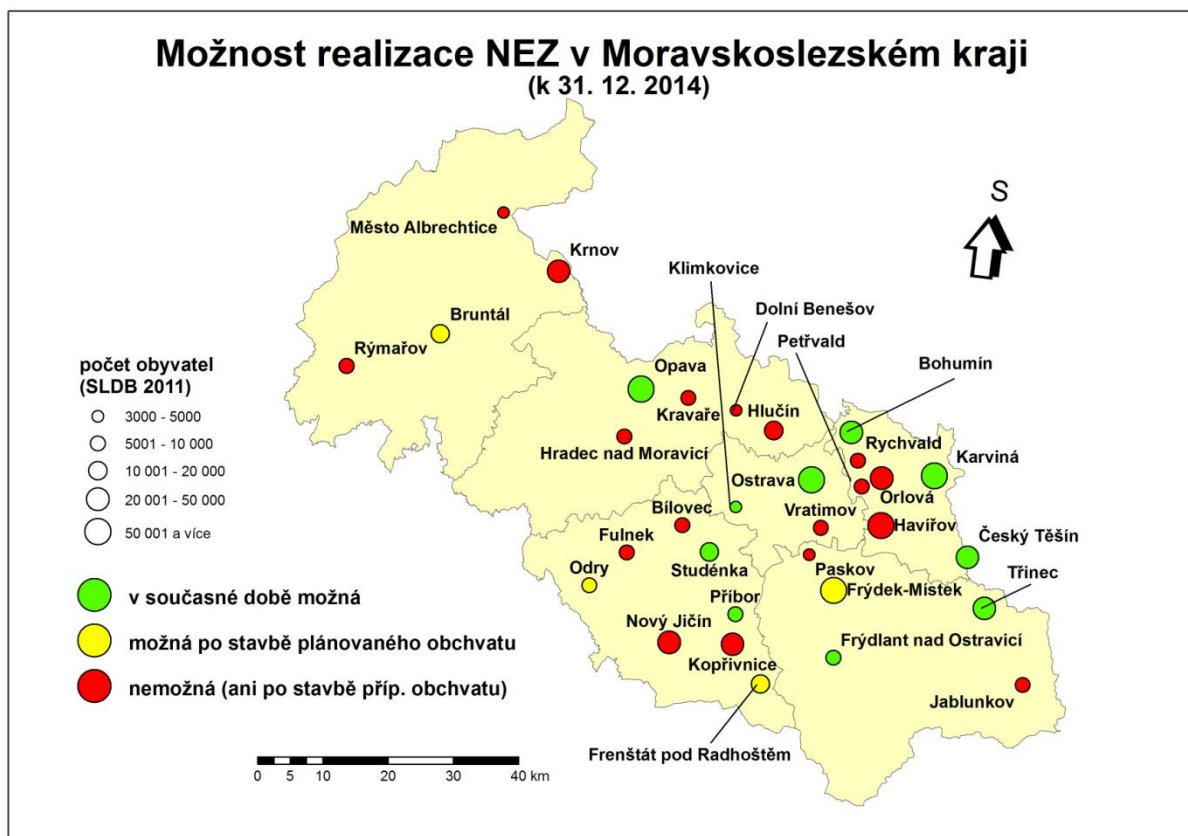 Možnost realizace NEZ v Moravskoslezském kraji
(k 31. 12. 2014)
S
Město Albrechtice
Krnov
Klimkovice
Dolní Benešov
Bruntál
Petřvald
Rýmařov
Bohumín
počet obyvatel
(SLDB 2011)
3000 - 5000
5001 - 10 000
10 001 - 20 000
20 001 - 50 000
50 001 a více
Opava
Kravaře
Hlučín
Rychvald
Karviná
Hradec nad Moravicí
Ostrava
Orlová
Bílovec
Vratimov
Havířov
Fulnek
Český Těšín
Odry
Studénka
Paskov
Třinec
Frýdek-Místek
Příbor
Nový Jičín
Frýdlant nad Ostravicí
Kopřivnice
Jablunkov
Frenštát pod Radhoštěm
v současné době možná
možná po stavbě plánovaného obchvatu
nemožná (ani po stavbě příp. obchvatu)
0 5 10 20 30 40 km